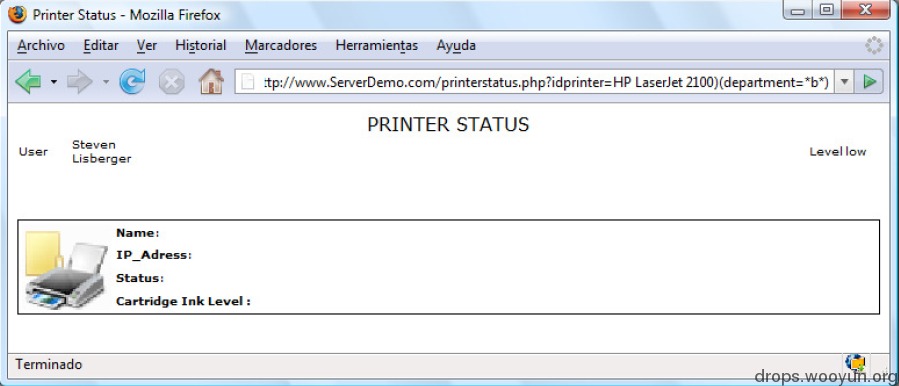 Printer Status - Mozilla Firefox
Archivo Editar Ver Historial Marcadores Herramientas Ayuda
:tp://www.ServerDemo.com/printerstatus.php?idprinter=HP LaserJet 2100)(department=*b*)
PRINTER STATUS
User Steven Lisberger Level low
Name:
IP_Adress:
Status:
Cartridge Ink Level :
Terminado
drops.wooyun.org